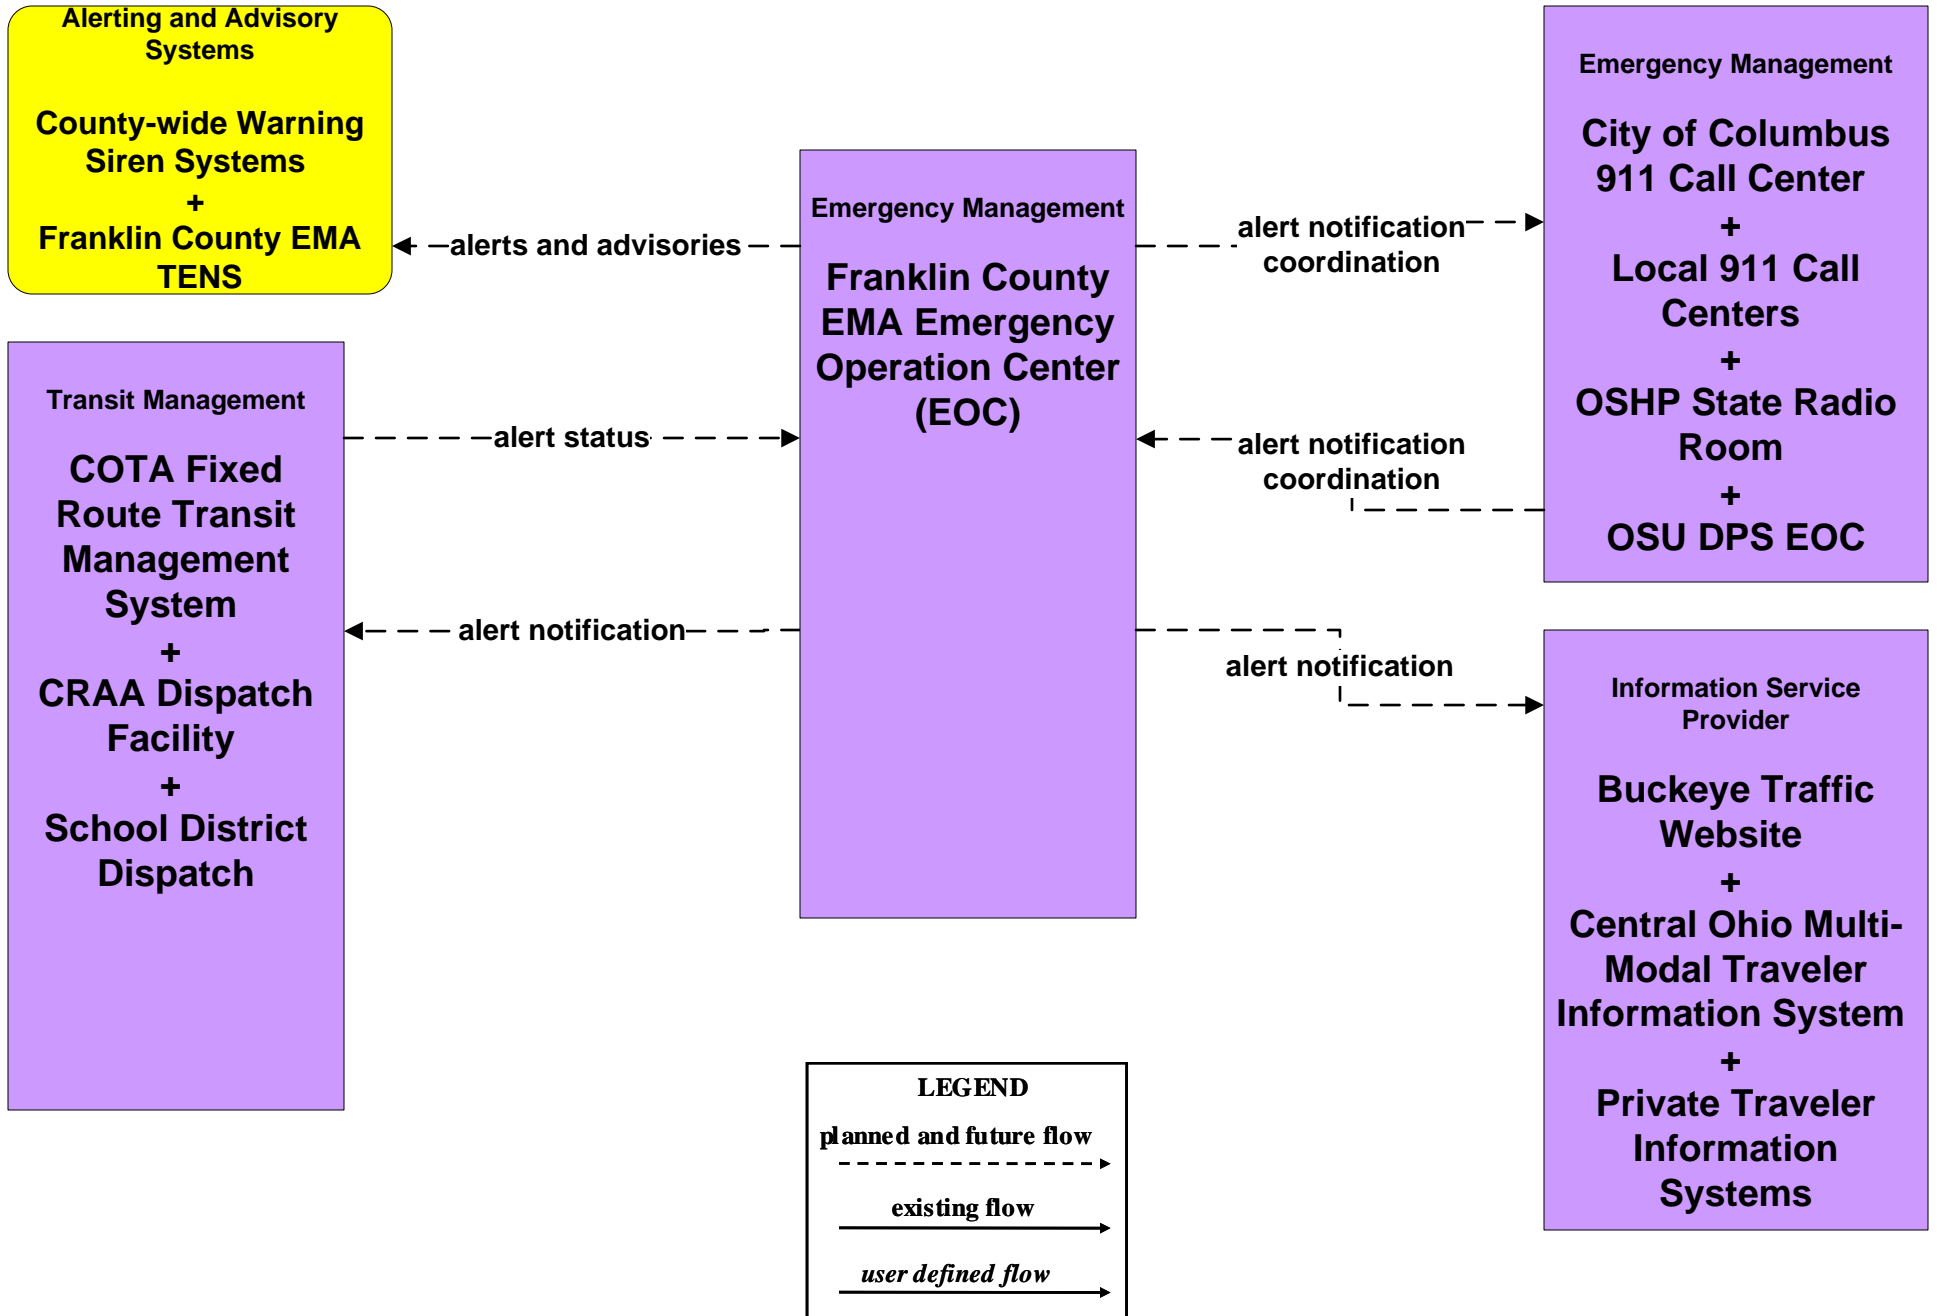 Alerting and Advisory
Systems
County-wide Warning
Siren Systems
+
Franklin County EMA
TENS
Transit Management
COTA Fixed
Route Transit
Management
System
+
CRAA Dispatch
Facility
+
School District
Dispatch
alerts and advisories
alert status
alert notification
Emergency Management
Franklin County
EMA Emergency
Operation Center
(EOC)
alert notification
coordination
alert notification
coordination
alert notification
Emergency Management
City of Columbus
911 Call Center
+
Local 911 Call
Centers
+
OSHP State Radio
Room
+
OSU DPS EOC
Information Service
Provider
Buckeye Traffic
Website
+
Central Ohio Multi-
Modal Traveler
Information System
+
Private Traveler
Information
Systems
LEGEND
planned and future flow
existing flow
user defined flow